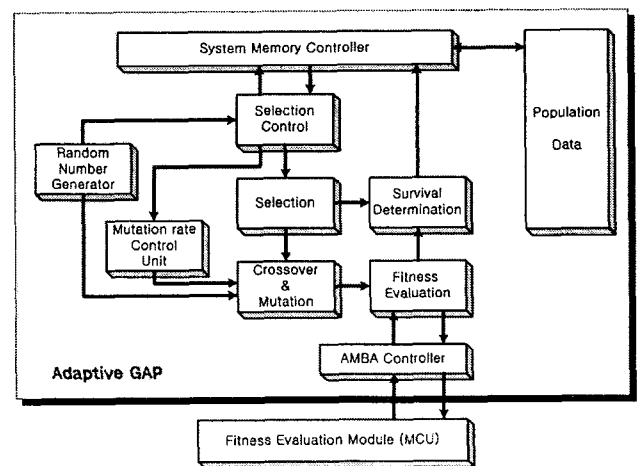 System Memory Controller
Selection
Control
Population
Data
Random
Number
Generator
Selection
Survival
Determination
Mutation rate
Control
Unit
Crossover
&
Mutation
Fitness
Evaluation
AMBA Controller
Adaptive GAP
Fitness Evaluation Module (MCU)